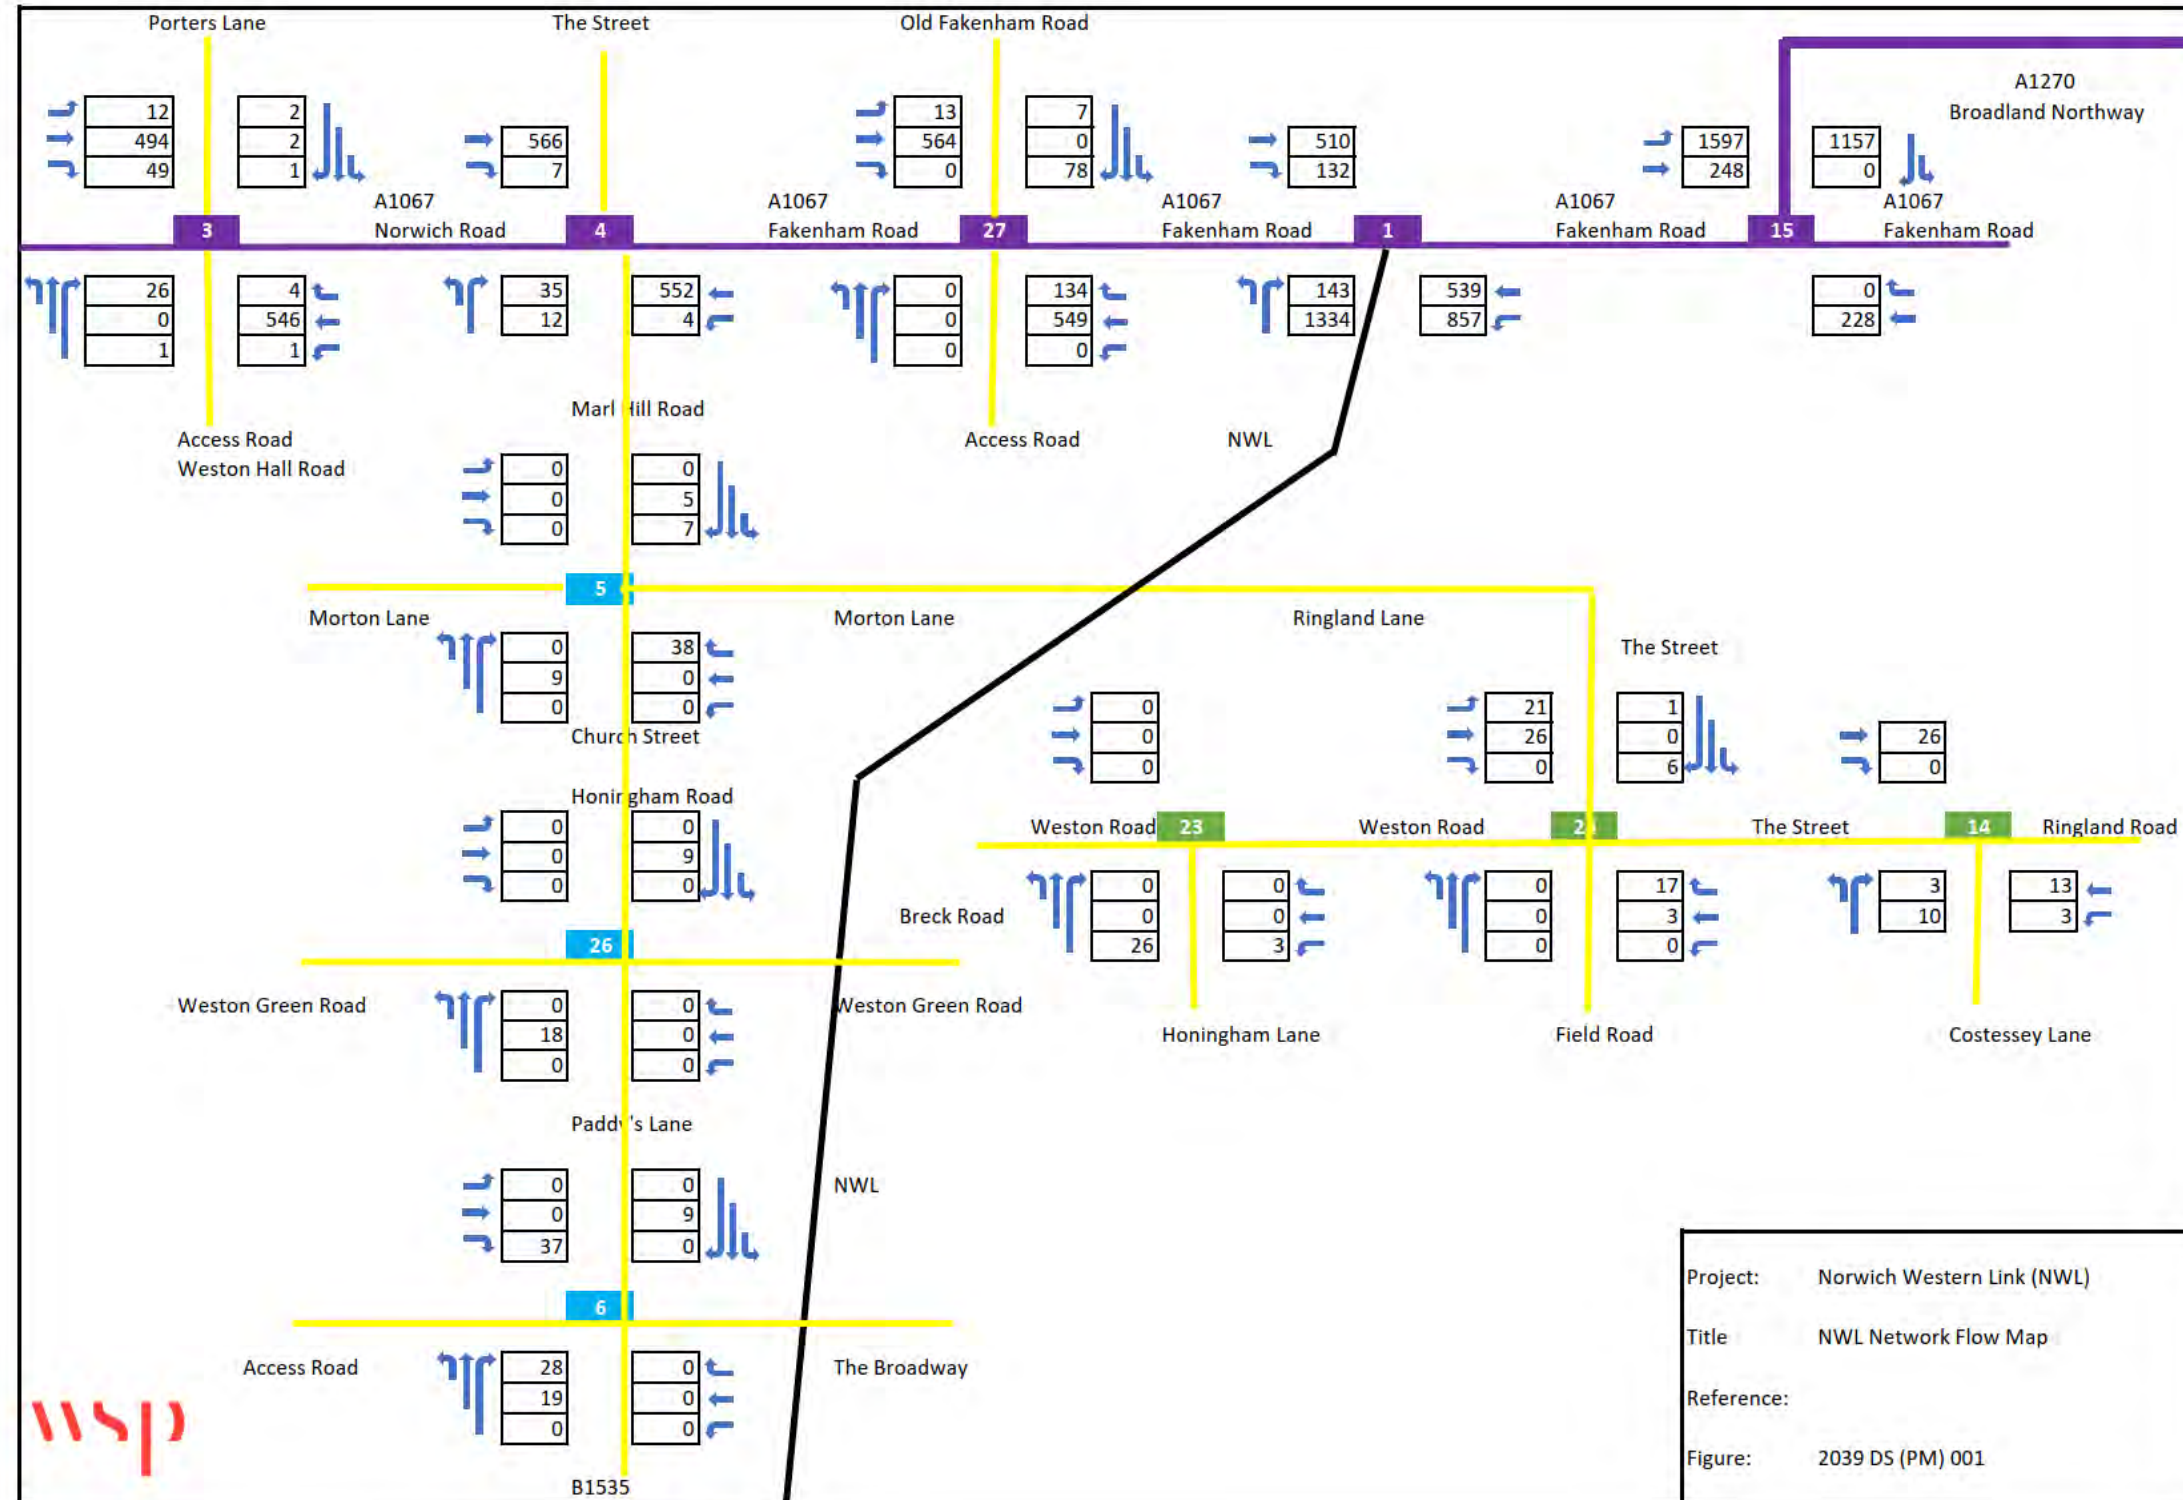 Porters Lane The Street Old Fakenham Road
A1270
Broadland Northway
12 2 13 7
494 2 566 564 0 510 1597 1157
49 1 7 0 78 132 248 0
A1067 A1067 A1067 A1067 A1067
3 Norwich Road 4 Fakenham Road 27 Fakenham Road 1 Fakenham Road 15 Fakenham Road
26 4 35 552 0 134 143 539 0
0 546 12 4 0 549 1334 857 228
1 1 0 0
Marl Hill Road
Access Road Access Road NWL
Weston Hall Road
0 0
0 5
0 7
5
Morton Lane Morton Lane Ringland Lane
0 38 The Street
9 0
0 0 0 21 1
Church Street 0 26 0 26
0 0 6 0
Honingham Road
0 0 Weston Road 23 Weston Road The Street 14 Ringland Road
0 9
0 0 0 0 0 17 3 13
Breck Road 0 0 0 3 10 3
26 26 3 0 0
Weston Green Road 0 0 Weston Green Road
18 0 Honingham Lane Field Road Costessey Lane
0 0
Paddy's Lane
0 0 NWL
0 9
37 0
6
Access Road 28 0 The Broadway
19 0
0 0
B1535
wsp
Project: Norwich Western Link (NWL)
Title NWL Network Flow Map
Reference:
Figure: 2039 DS (PM) 001